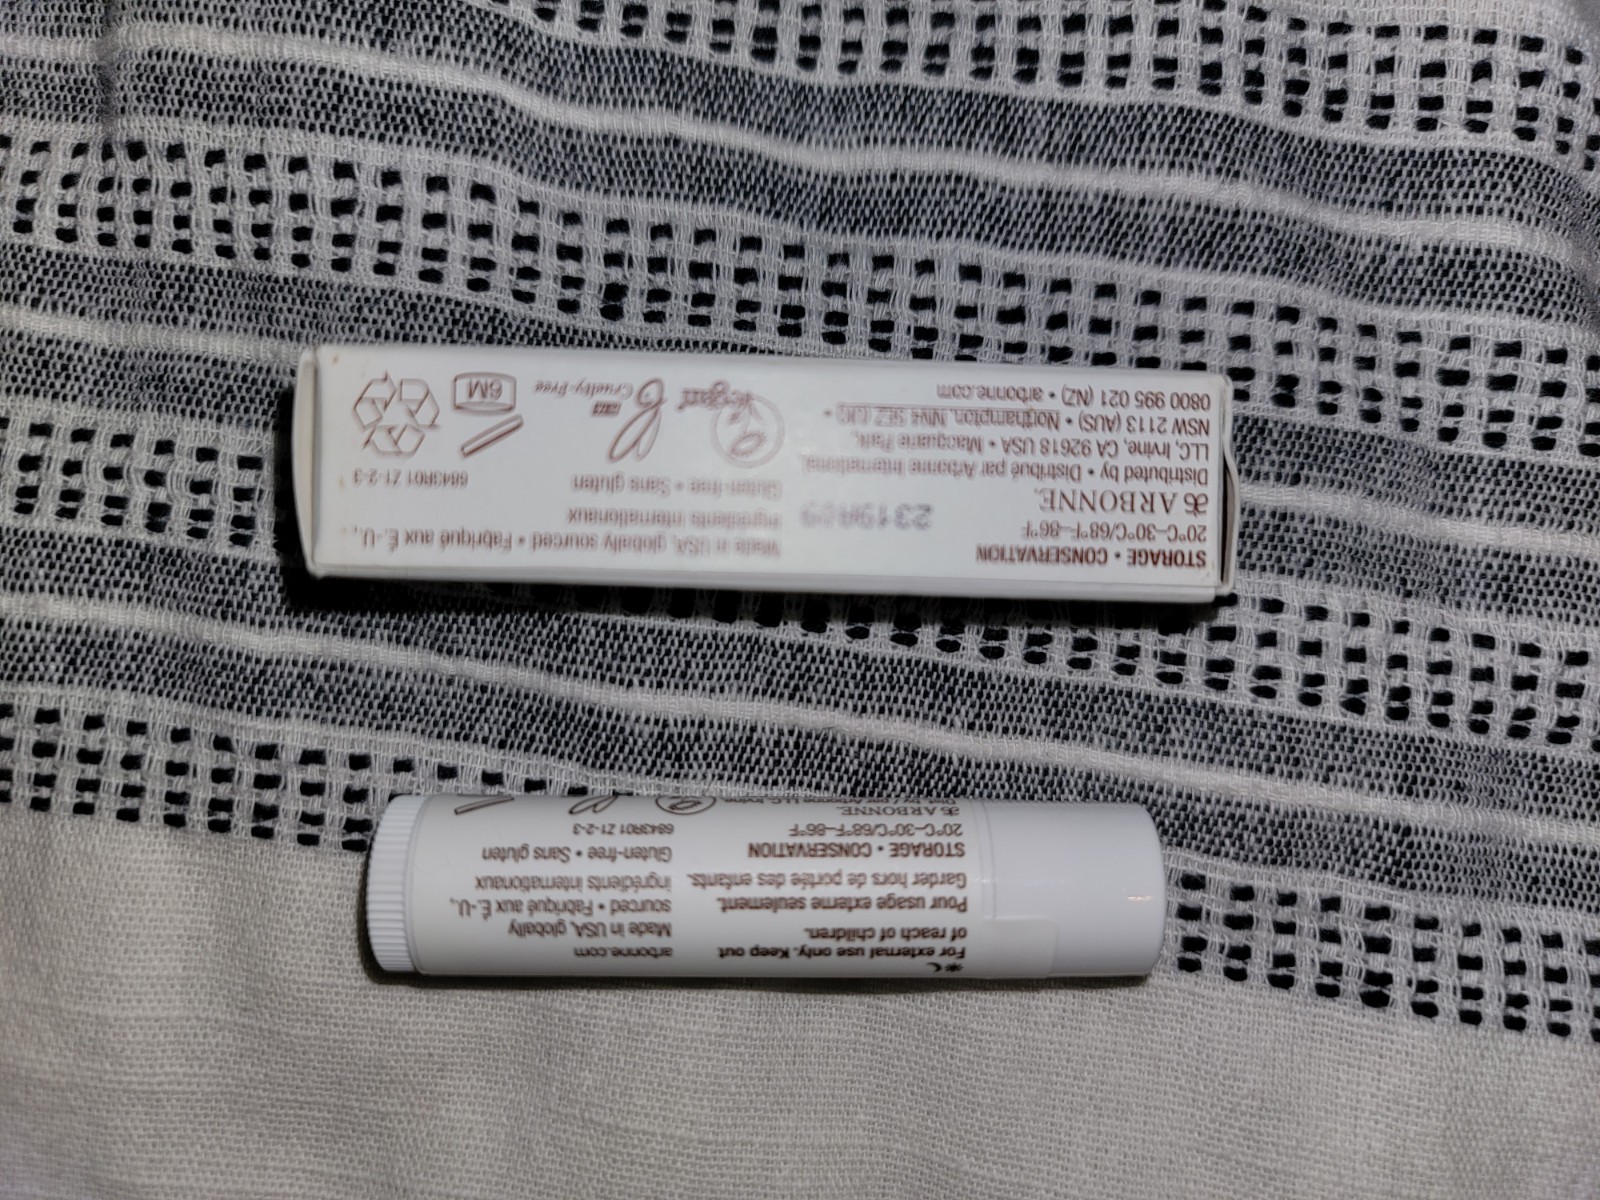 STORAGE • CONSERVATION
20°C–30°C/68°F–86°F
ARBONNE.
Distributed by • Distribué par Arbonne International,
LLC, Irvine, CA 92618 USA • Macquarie Park,
NSW 2113 (AUS) • Northampton, NN4 5EZ (UK) •
0800 995 021 (NZ) • arbonne.com
2319A09
Made in USA, globally sourced • Fabriqué aux É.-U.,
ingrédients internationaux
Gluten-free • Sans gluten
6843R01 Z1-2-3
vegan
Cruelty-Free
6M
For external use only. Keep out
of reach of children.
Pour usage externe seulement.
Garder hors de portée des enfants.
STORAGE • CONSERVATION
20°C–30°C/68°F–86°F
ARBONNE.
arbonne.com
Made in USA, globally
sourced • Fabriqué aux É.-U.,
ingrédients internationaux
Gluten-free • Sans gluten
6843R01 Z1-2-3